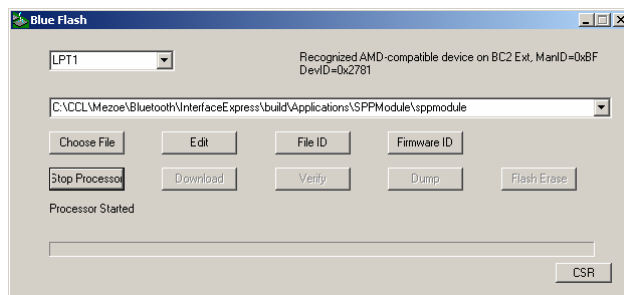 Blue Flash
LPT1
Recognized AMD-compatible device on BC2 Ext, ManID=0xBF
DevID=0x2781
C:\CCL\Mezoe\Bluetooth\InterfaceExpress\build\Applications\SPPModule\sppmodule
Choose File
Edit
File ID
Firmware ID
Stop Processor
Download
Verify
Dump
Flash Erase
Processor Started
CSR